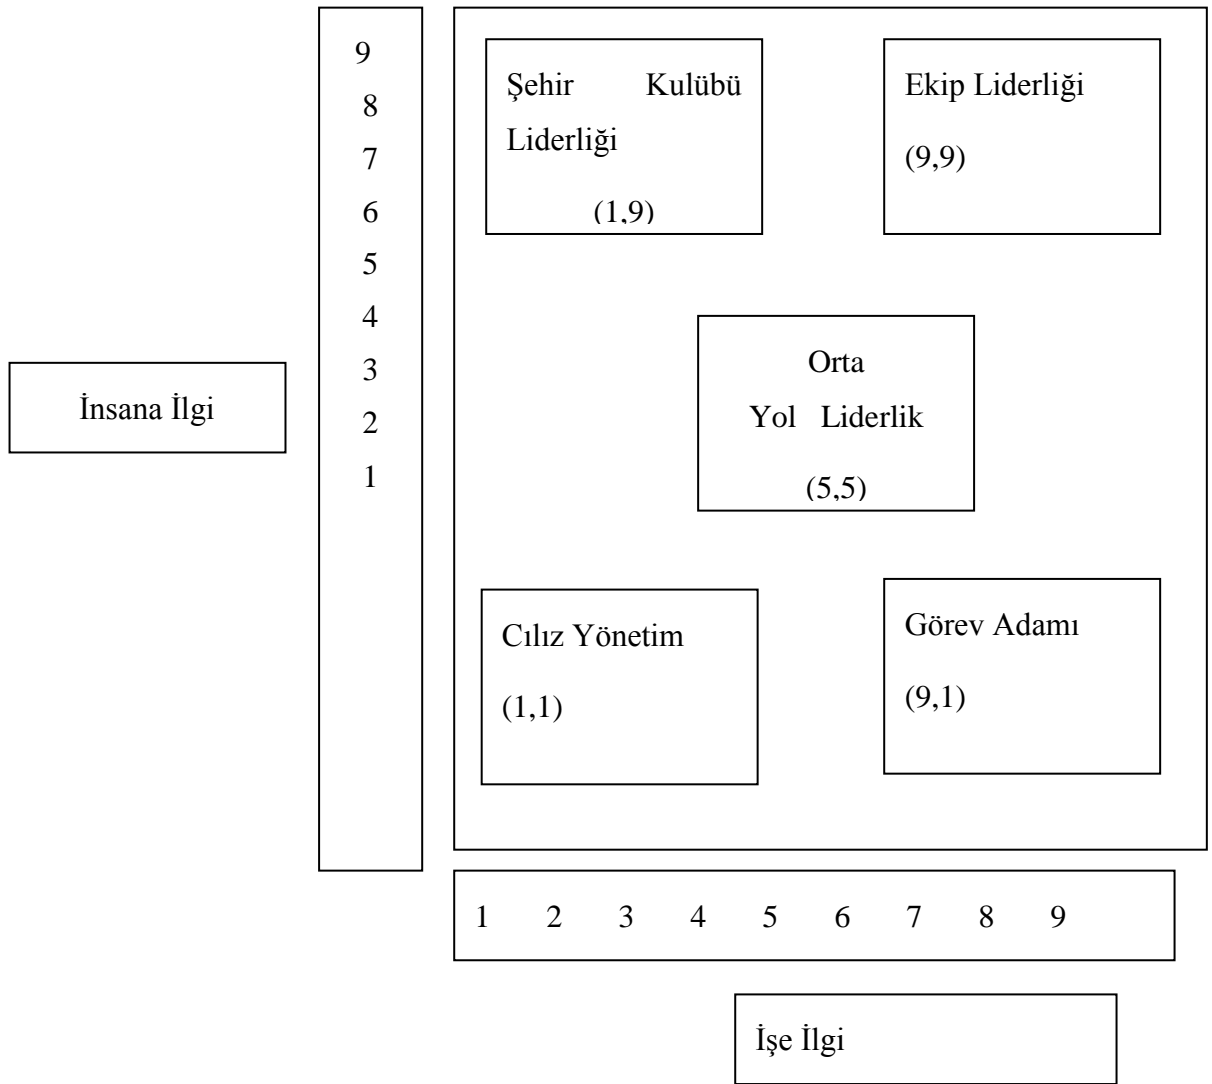 9
8
7
6
5
4
3
2
1
Şehir Kulübü
Liderliği
(1,9)
Ekip Liderliği
(9,9)
Orta
Yol Liderlik
(5,5)
İnsana İlgi
Cılız Yönetim
(1,1)
Görev Adamı
(9,1)
1 2 3 4 5 6 7 8 9
İşe İlgi